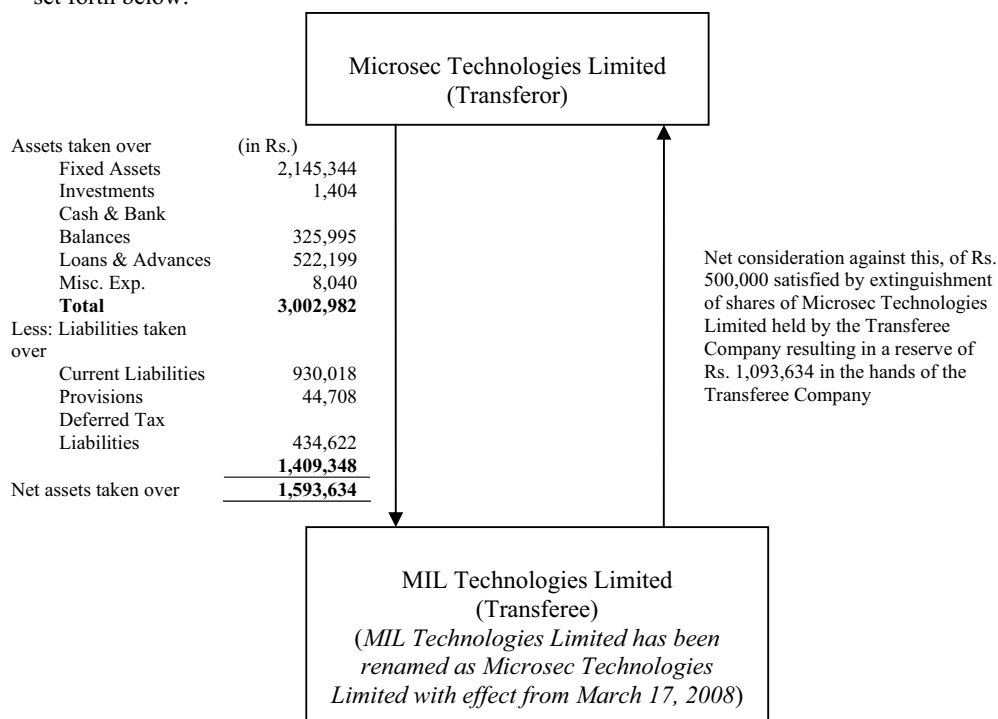 set forth below:
Microsec Technologies Limited
(Transferor)
Assets taken over (in Rs.)
Fixed Assets 2,145,344
Investments 1,404
Cash & Bank
Balances 325,995
Loans & Advances 522,199
Misc. Exp. 8,040
Total 3,002,982
Less: Liabilities taken
over
Current Liabilities 930,018
Provisions 44,708
Deferred Tax
Liabilities 434,622
1,409,348
Net assets taken over 1,593,634
Net consideration against this, of Rs.
500,000 satisfied by extinguishment
of shares of Microsec Technologies
Limited held by the Transferee
Company resulting in a reserve of
Rs. 1,093,634 in the hands of the
Transferee Company
MIL Technologies Limited
(Transferee)
(MIL Technologies Limited has been
renamed as Microsec Technologies
Limited with effect from March 17, 2008)